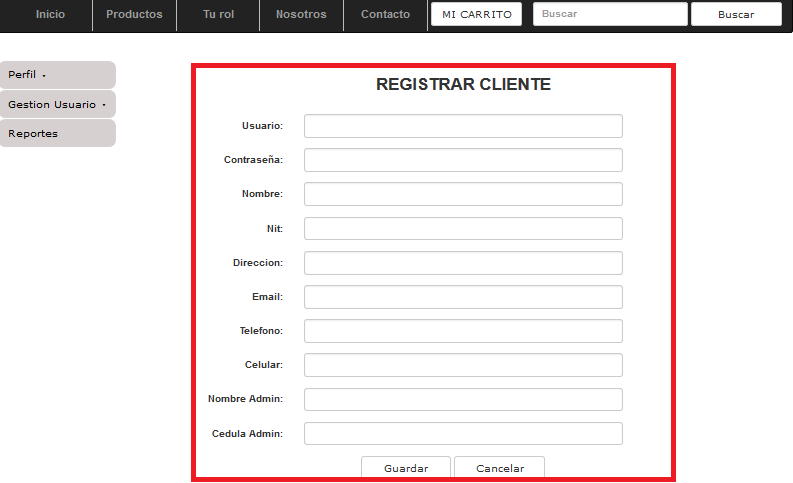 Inicio Productos Tu rol Nosotros Contacto MI CARRITO Buscar Buscar
Perfil
Gestion Usuario
Reportes
REGISTRAR CLIENTE
Usuario:
Contraseña:
Nombre:
Nit:
Direccion:
Email:
Telefono:
Celular:
Nombre Admin:
Cedula Admin:
Guardar Cancelar